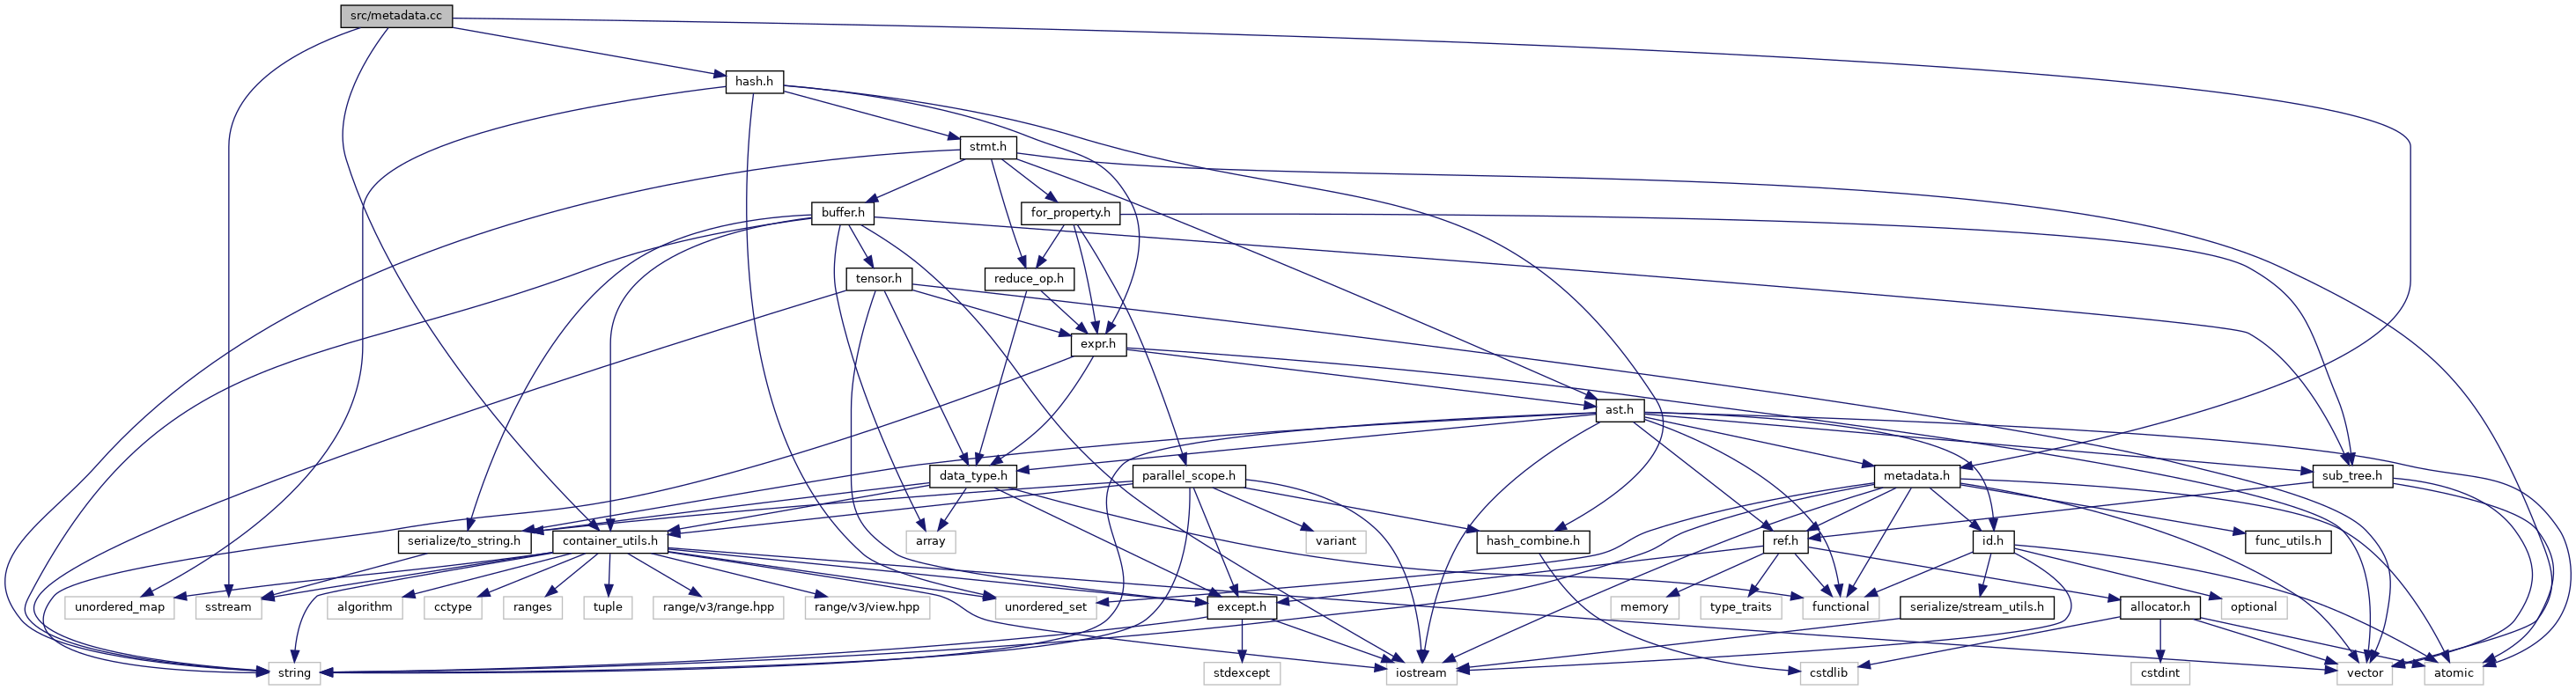 src/metadata.cc
hash.h
stmt.h
buffer.h
for_property.h
tensor.h
reduce_op.h
expr.h
ast.h
data_type.h
parallel_scope.h
metadata.h
sub_tree.h
serialize/to_string.h
container_utils.h
array
variant
hash_combine.h
ref.h
id.h
func_utils.h
unordered_map
sstream
algorithm
cctype
ranges
tuple
range/v3/range.hpp
range/v3/view.hpp
unordered_set
except.h
memory
type_traits
functional
serialize/stream_utils.h
allocator.h
optional
string
stdexcept
iostream
cstdlib
cstdint
vector
atomic